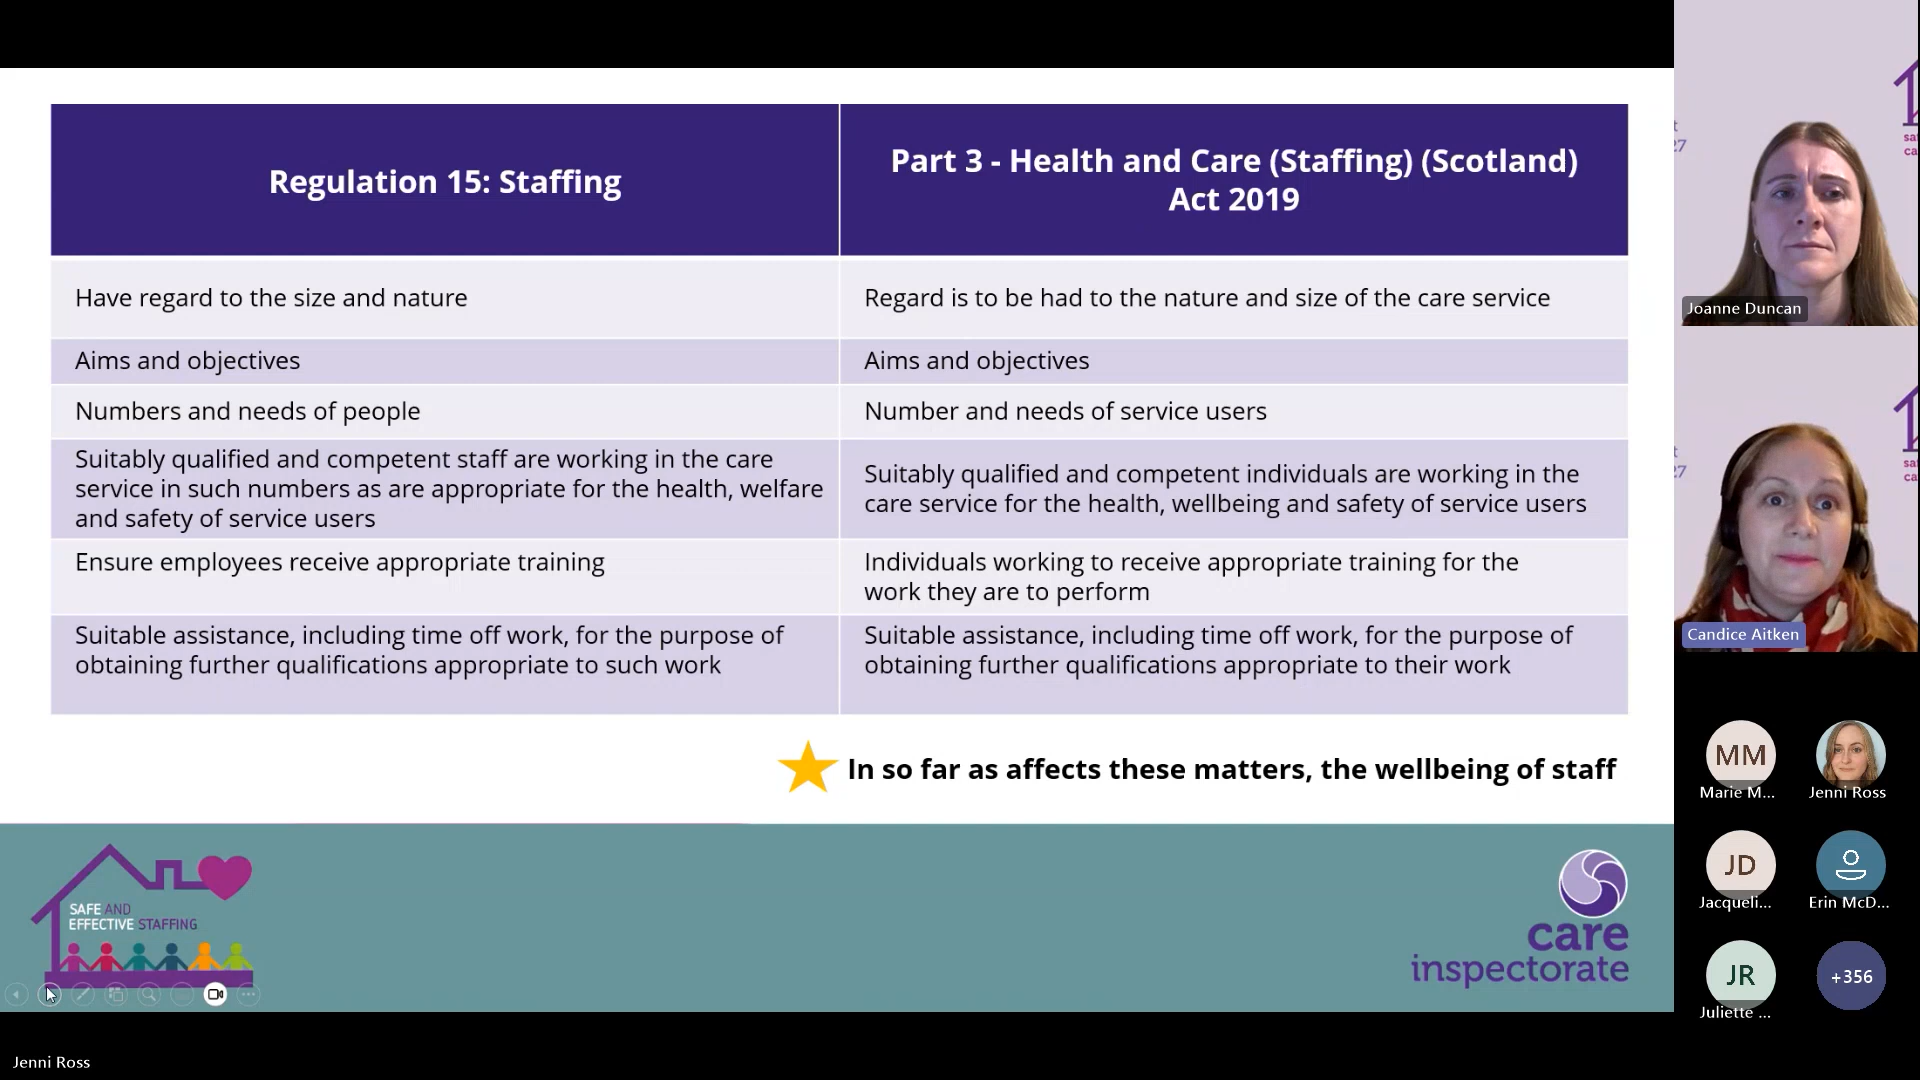 Regulation 15: Staffing
Part 3 - Health and Care (Staffing) (Scotland)
Act 2019
Have regard to the size and nature
Regard is to be had to the nature and size of the care service
Aims and objectives
Aims and objectives
Numbers and needs of people
Number and needs of service users
Suitably qualified and competent staff are working in the care
service in such numbers as are appropriate for the health, welfare
and safety of service users
Suitably qualified and competent individuals are working in the
care service for the health, wellbeing and safety of service users
Ensure employees receive appropriate training
Individuals working to receive appropriate training for the
work they are to perform
Suitable assistance, including time off work, for the purpose of
obtaining further qualifications appropriate to such work
Suitable assistance, including time off work, for the purpose of
obtaining further qualifications appropriate to their work
In so far as affects these matters, the wellbeing of staff
SAFE AND
EFFECTIVE STAFFING
care
inspectorate
Jenni Ross
t
27
sa
ca
Joanne Duncan
t
27
sa
ca
Candice Aitken
MM
Marie M...
Jenni Ross
JD
Jacqueli...
Erin McD...
JR
Juliette ...
+356